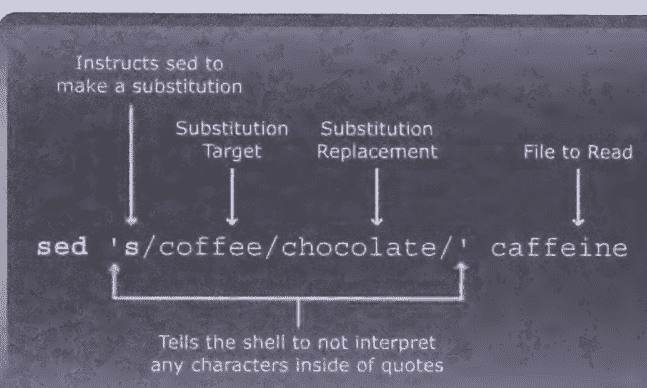 Instructs sed to
make a substitution
Substitution
Target
Substitution
Replacement
File to Read
sed 's/coffee/chocolate/' caffeine
Tells the shell to not interpret
any characters inside of quotes